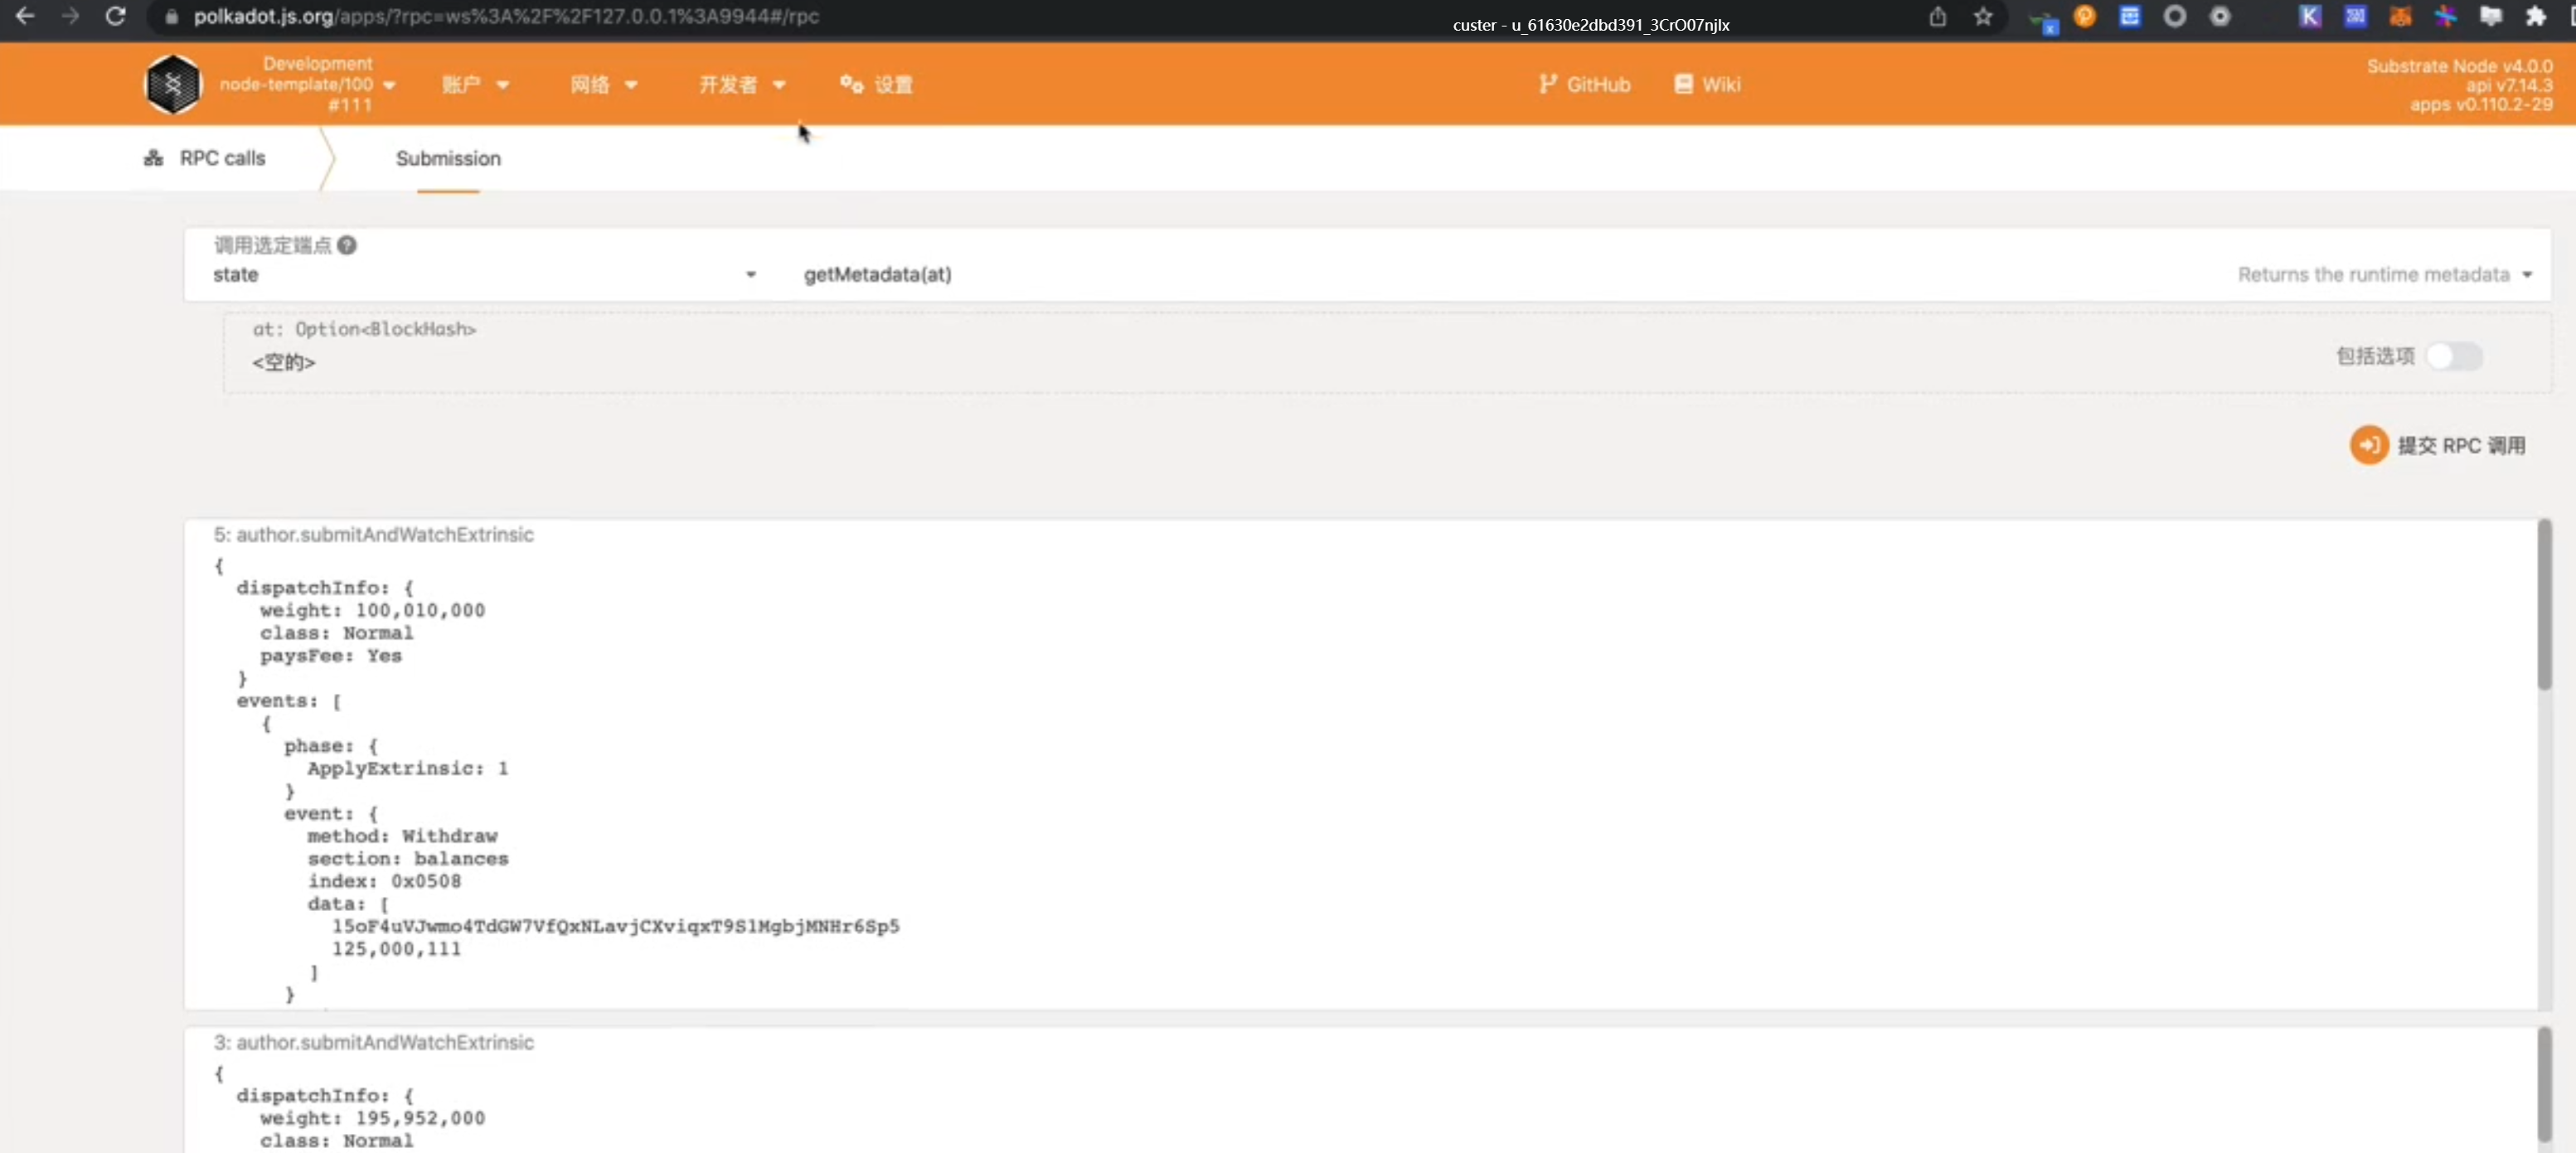 polkadot.js.org/apps/?rpc=ws%3A%2F%2F127.0.0.1%3A9944#/rpc
custer - u_61630e2dbd391_3CrO07njlx
Development
node-template/100
#111
账户
网络
开发者
设置
GitHub
Wiki
Substrate Node v4.0.0
api v7.14.3
apps v0.110.2-29
RPC calls
Submission
调用选定端点
state
getMetadata(at)
Returns the runtime metadata
at: Option<BlockHash>
<空的>
包括选项
提交 RPC 调用
5: author.submitAndWatchExtrinsic
{
dispatchInfo: {
weight: 100,010,000
class: Normal
paysFee: Yes
}
events: [
{
phase: {
ApplyExtrinsic: 1
}
event: {
method: Withdraw
section: balances
index: 0x0508
data: [
15oF4uVJwmo4TdGW7VfQxNLavjCXviqxT9S1MgbjMNHr6Sp5
125,000,111
]
}
3: author.submitAndWatchExtrinsic
{
dispatchInfo: {
weight: 195,952,000
class: Normal